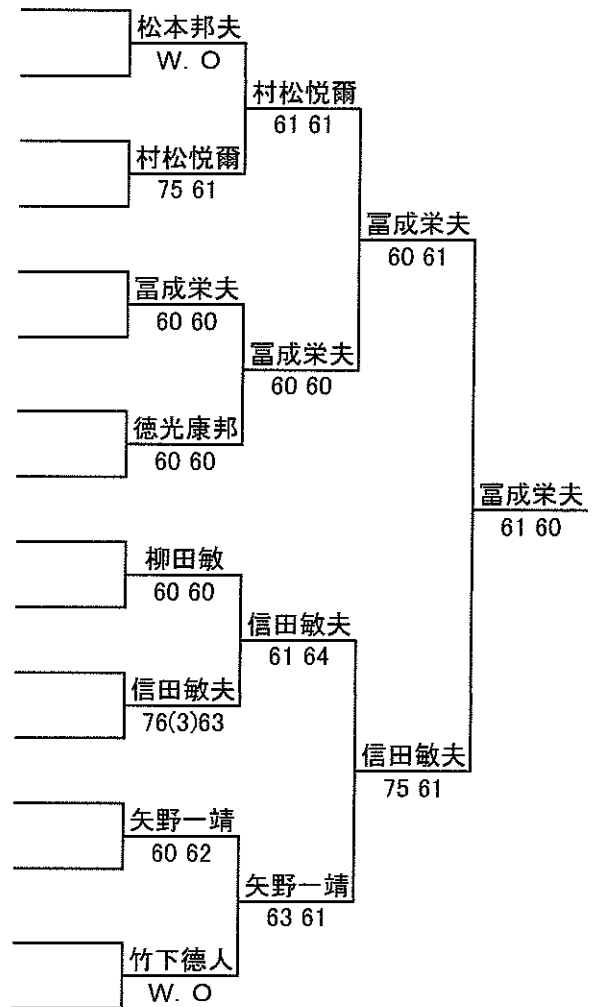 松本邦夫
W. O
村松悦爾
61 61
村松悦爾
75 61
冨成栄夫
60 61
冨成栄夫
60 60
冨成栄夫
60 60
徳光康邦
60 60
冨成栄夫
61 60
柳田敏
60 60
信田敏夫
61 64
信田敏夫
76(3)63
信田敏夫
75 61
矢野一靖
60 62
矢野一靖
63 61
竹下徳人
W. O